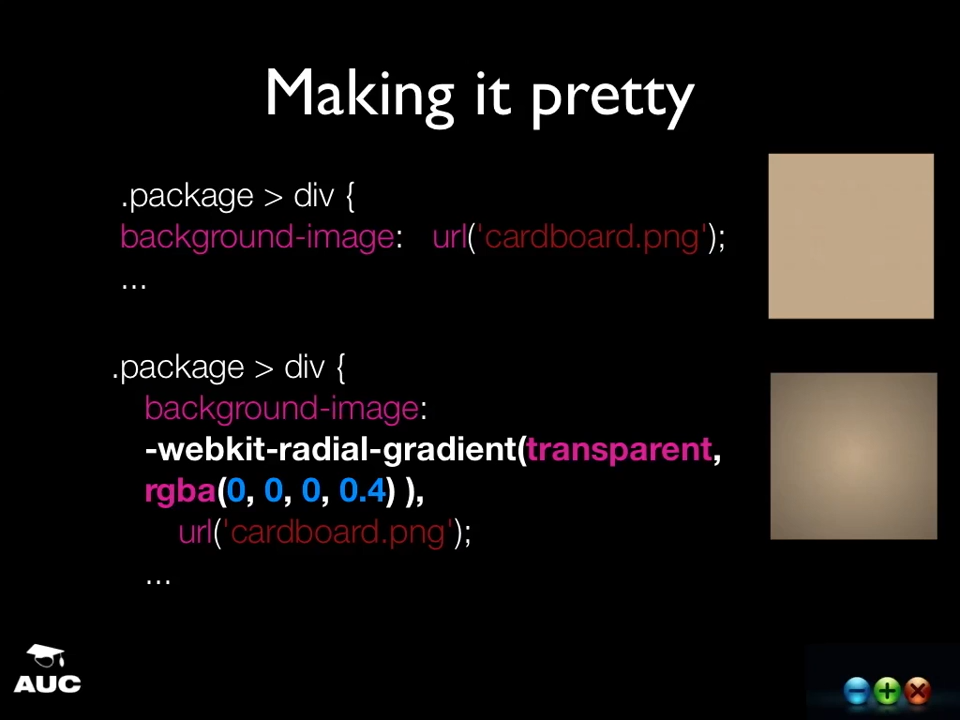 Making it pretty
.package > div {
background-image: url('cardboard.png');
...
.package > div {
background-image:
-webkit-radial-gradient(transparent,
rgba(0, 0, 0, 0.4) ),
url('cardboard.png');
...
AUC